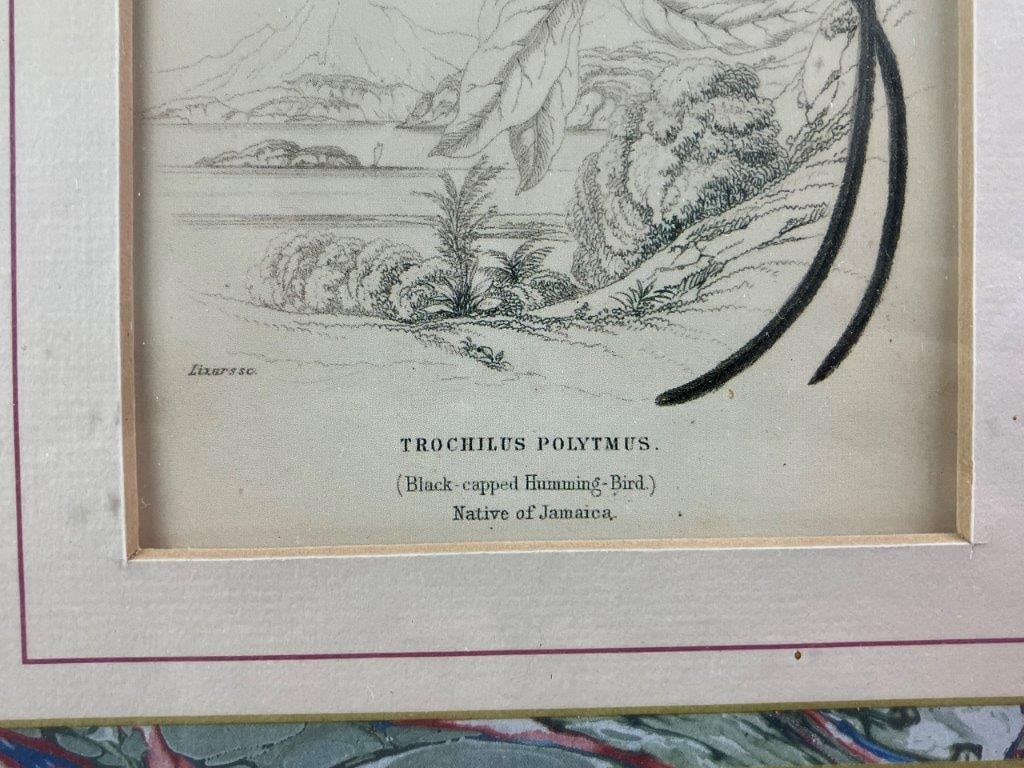 Lizars sc.
TROCHILUS POLYTMUS.
(Black-capped Humming-Bird.)
Native of Jamaica.